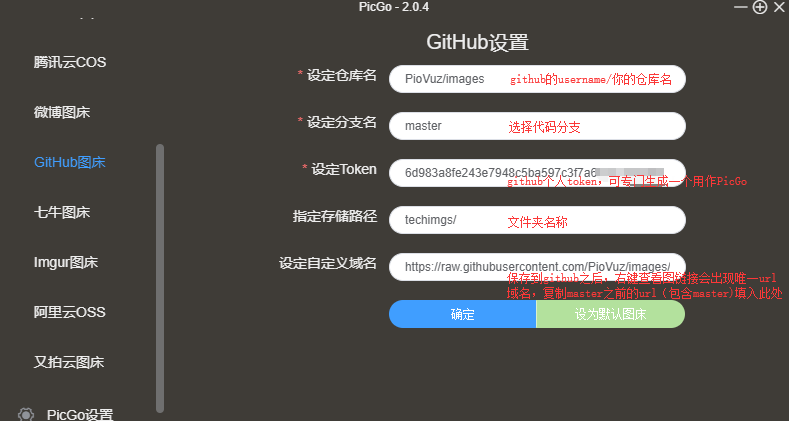 PicGo - 2.0.4
GitHub设置
腾讯云COS
微博图床
GitHub图床
七牛图床
Imgur图床
阿里云OSS
又拍云图床
PicGo设置
* 设定仓库名
PioVuz/images
github的username/你的仓库名
* 设定分支名
master
选择代码分支
* 设定Token
6d983a8fe243e7948c5ba597c3f7a6
github个人token,可专门生成一个用作PicGo
指定存储路径
techimgs/
文件夹名称
设定自定义域名
https://raw.githubusercontent.com/PioVuz/images/
保存到github之后,右键查看图链接会出现唯一url
域名,复制master之前的url(包含master)填入此处
确定
设为默认图床